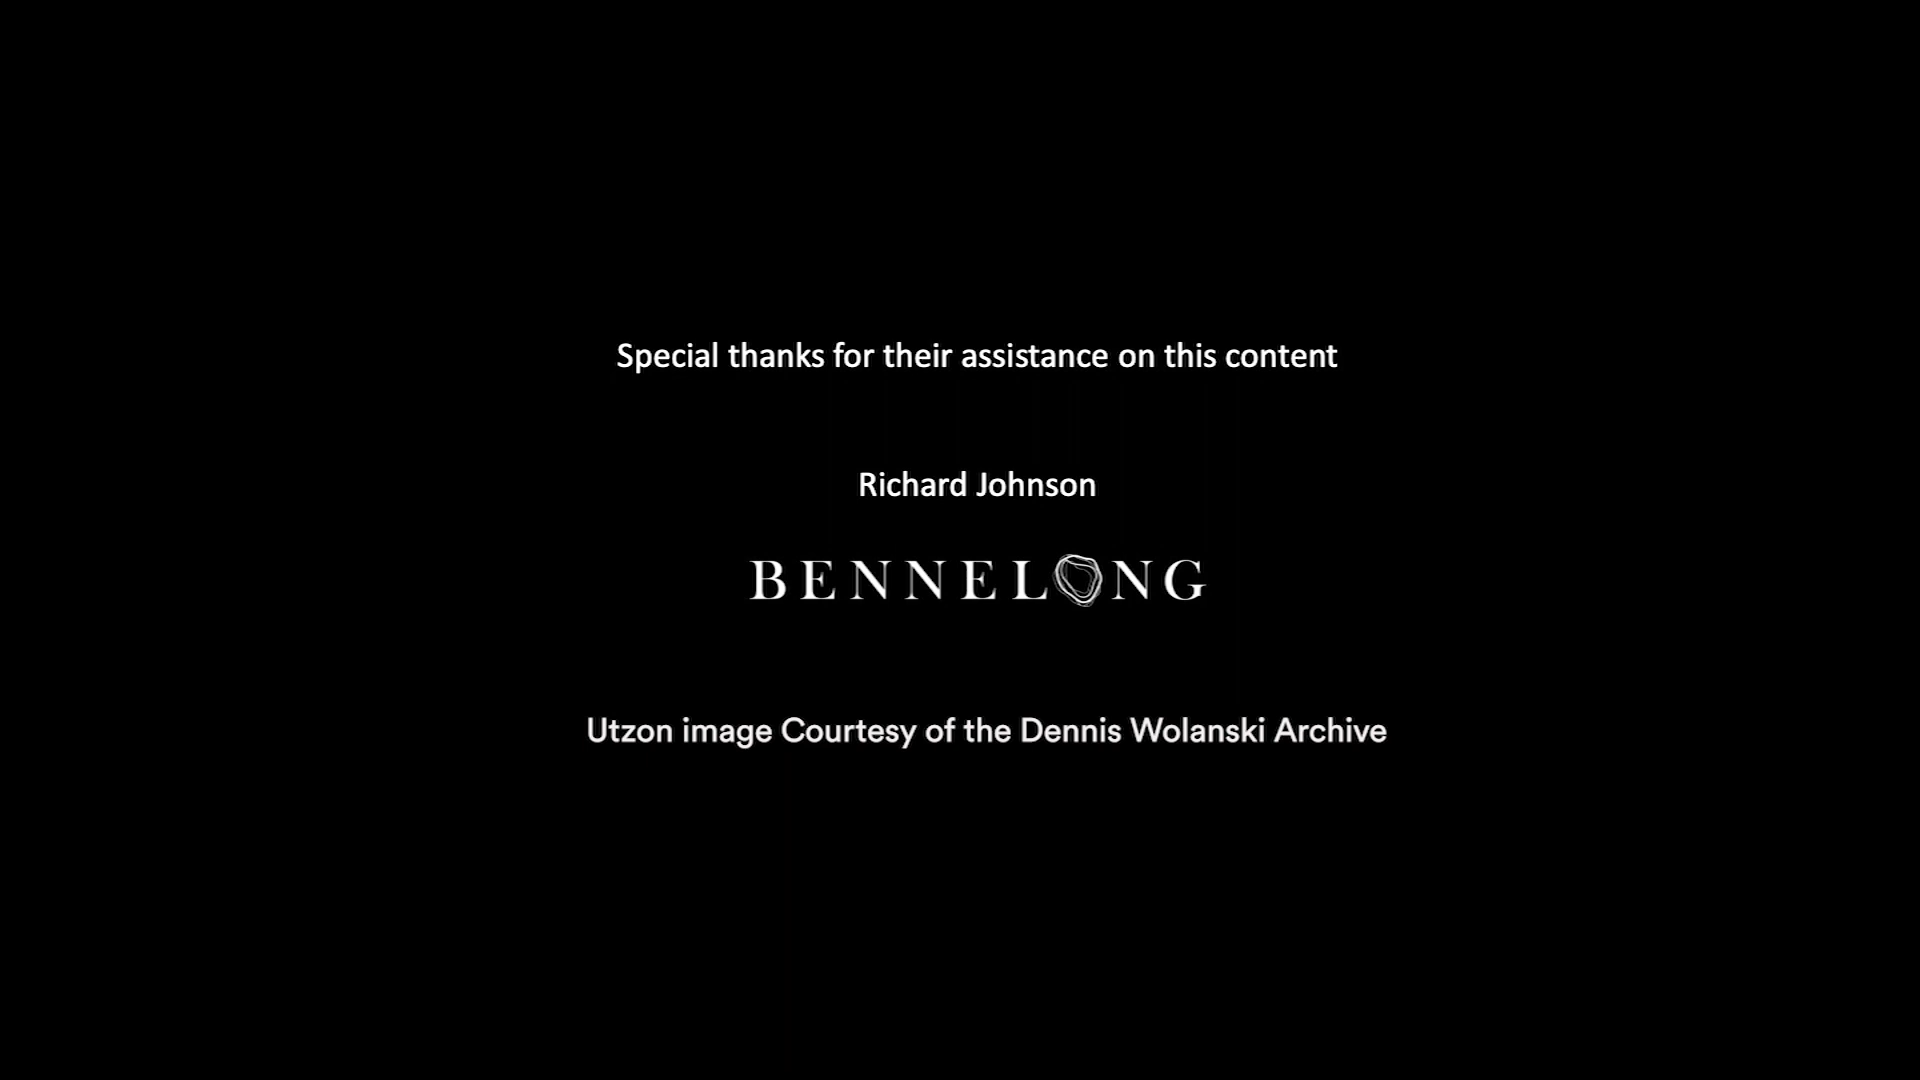 Special thanks for their assistance on this content
Richard Johnson
BENNELONG
Utzon image Courtesy of the Dennis Wolanski Archive